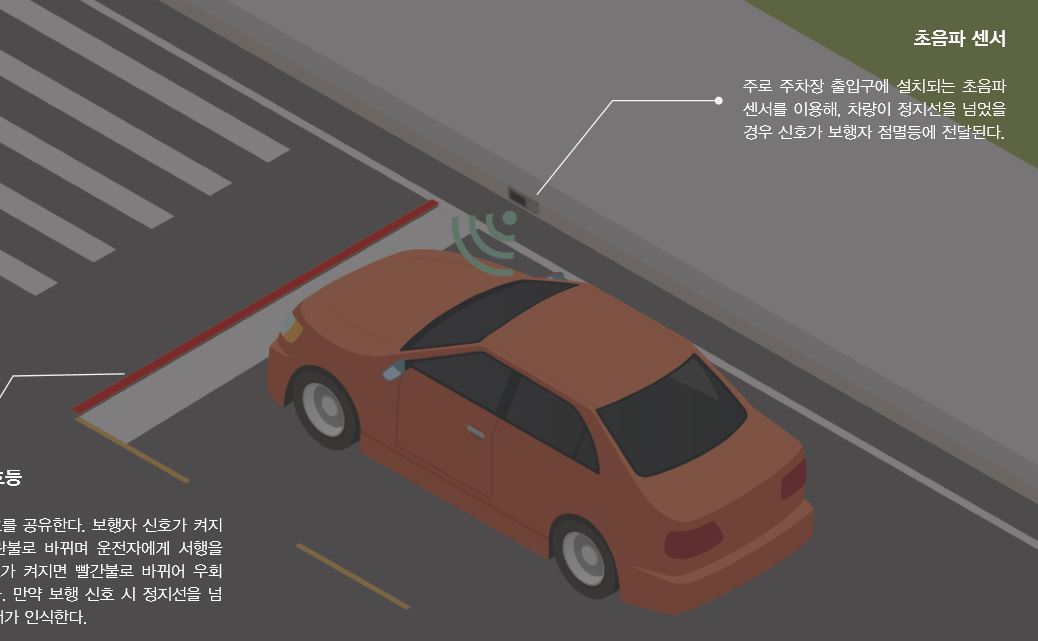 초음파 센서
주로 주차장 출입구에 설치되는 초음파
센서를 이용해, 차량이 정지선을 넘었을
경우 신호가 보행자 점멸등에 전달된다.
를 공유한다. 보행자 신호가 켜지
바뀌며 운전자에게 서행을
가 켜지면 빨간불로 바뀌어 우회
만약 보행 신호 시 정지선을 넘
가 인식한다.